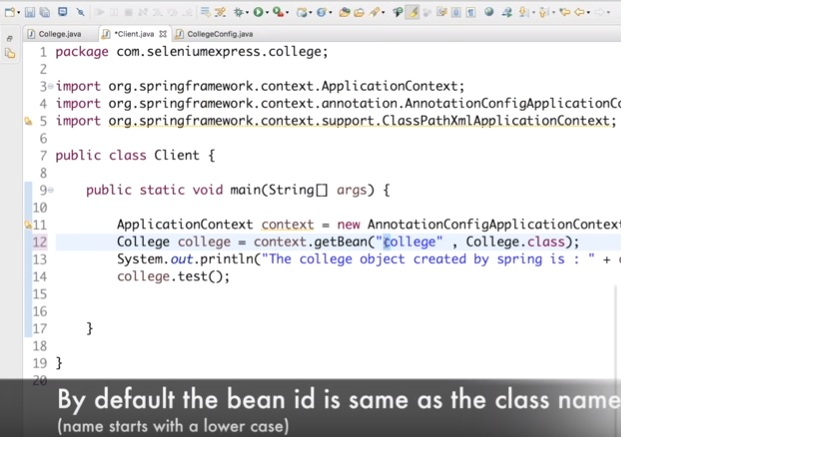 College.java *Client.java CollegeConfig.java
1 package com.seleniumexpress.college;
2
3 import org.springframework.context.ApplicationContext;
4 import org.springframework.context.annotation.AnnotationConfigApplicationCo
5 import org.springframework.context.support.ClassPathXmlApplicationContext;
6
7 public class Client {
8
9 public static void main(String[] args) {
10
11 ApplicationContext context = new AnnotationConfigApplicationContext
12 College college = context.getBean("college" , College.class);
13 System.out.println("The college object created by spring is : " + c
14 college.test();
15
16
17 }
18
19 }
20
By default the bean id is same as the class name
(name starts with a lower case)